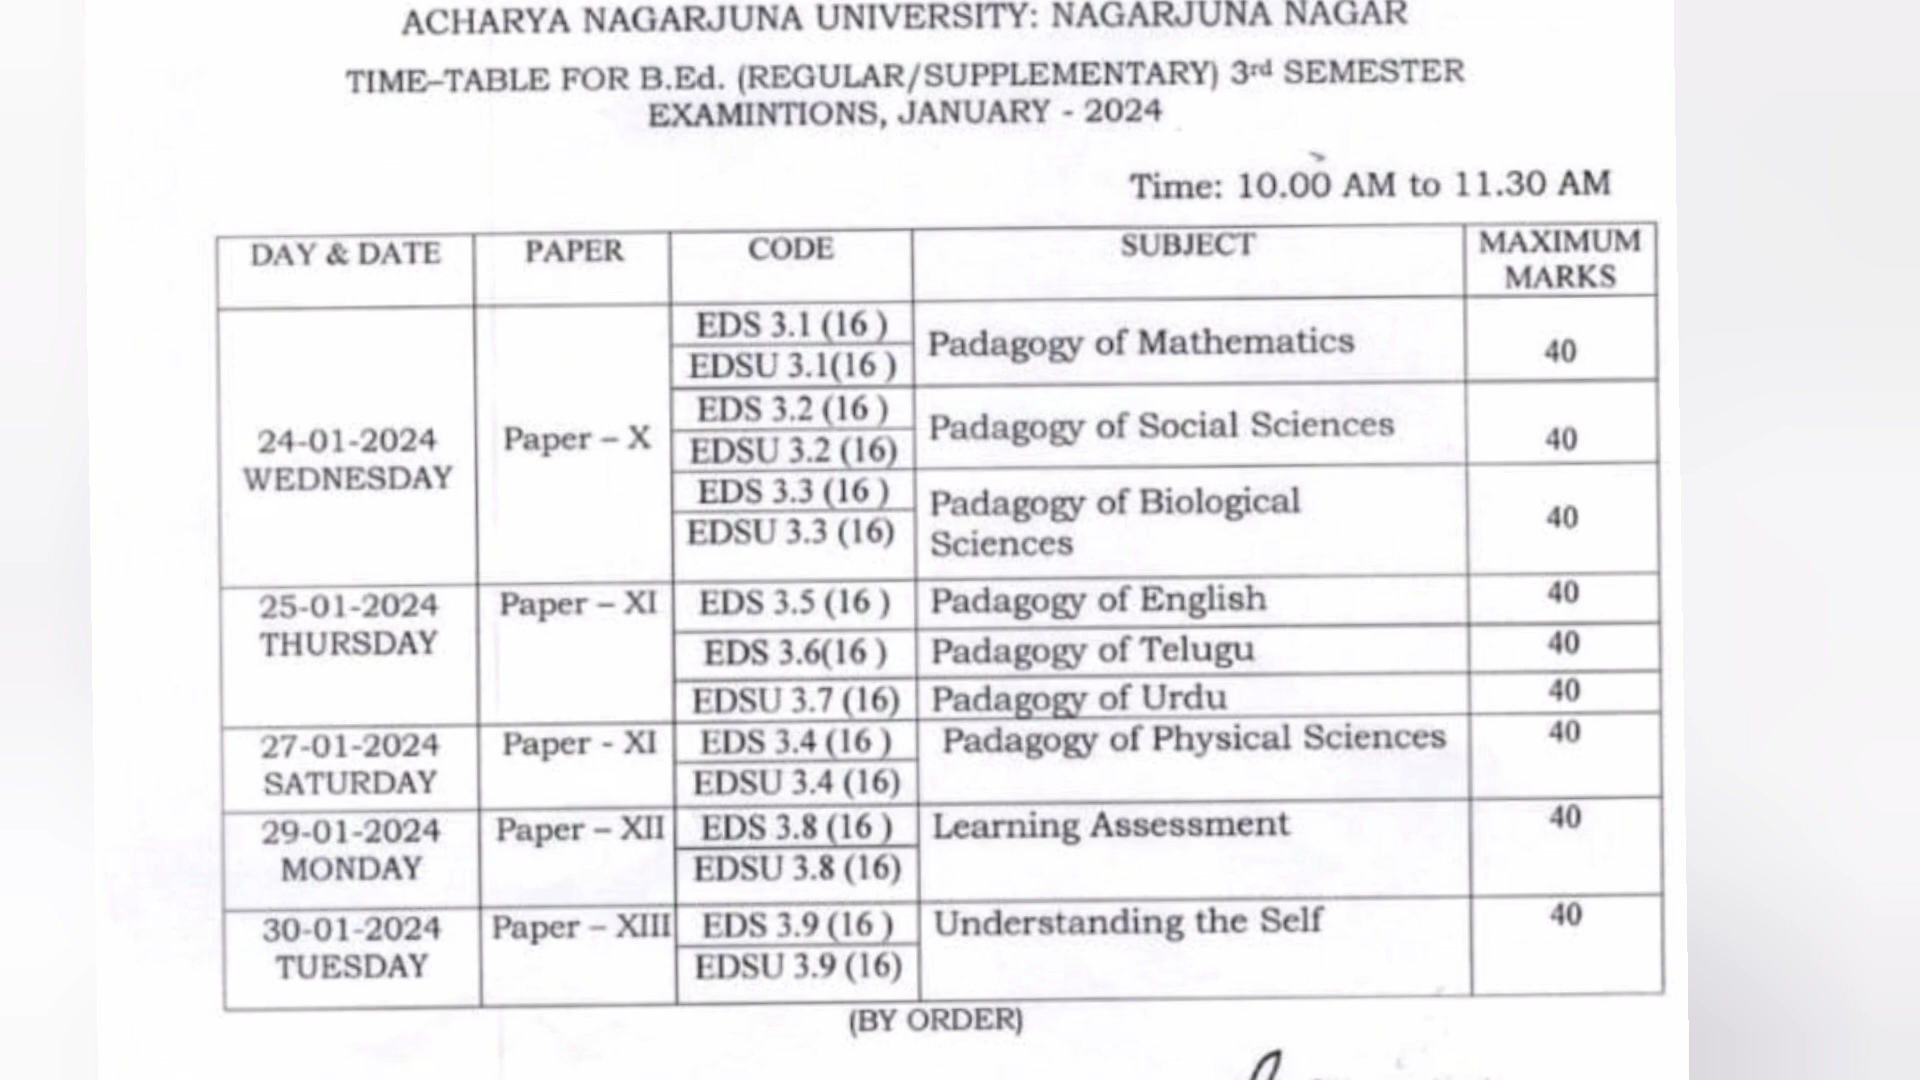 ACHARYA NAGARJUNA UNIVERSITY: NAGARJUNA NAGAR
TIME–TABLE FOR B.Ed. (REGULAR/SUPPLEMENTARY) 3rd SEMESTER
EXAMINTIONS, JANUARY - 2024
Time: 10.00 AM to 11.30 AM
DAY & DATE PAPER CODE SUBJECT MAXIMUM
MARKS
24-01-2024
WEDNESDAY
Paper – X
EDS 3.1 (16 )
EDSU 3.1(16 )
Padagogy of Mathematics 40
EDS 3.2 (16 )
EDSU 3.2 (16)
Padagogy of Social Sciences 40
EDS 3.3 (16 )
EDSU 3.3 (16)
Padagogy of Biological
Sciences
40
25-01-2024
THURSDAY
Paper – XI
EDS 3.5 (16 ) Padagogy of English 40
EDS 3.6(16 ) Padagogy of Telugu 40
EDSU 3.7 (16) Padagogy of Urdu 40
27-01-2024
SATURDAY
Paper - XI
EDS 3.4 (16 )
EDSU 3.4 (16)
Padagogy of Physical Sciences 40
29-01-2024
MONDAY
Paper – XII
EDS 3.8 (16 )
EDSU 3.8 (16)
Learning Assessment 40
30-01-2024
TUESDAY
Paper – XIII
EDS 3.9 (16 )
EDSU 3.9 (16)
Understanding the Self 40
(BY ORDER)